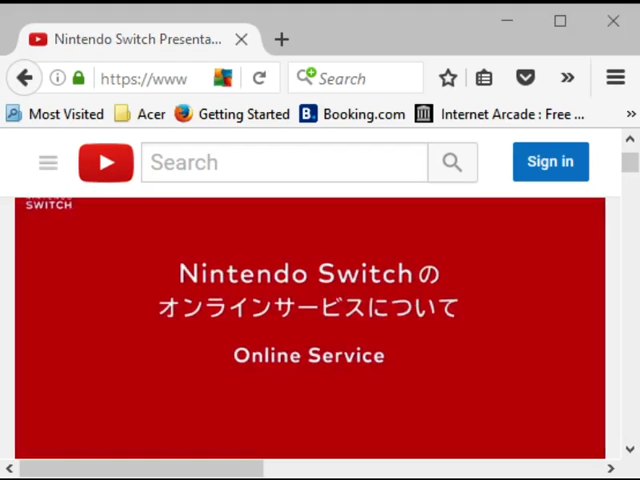 Nintendo Switch Presenta...
https://www
Search
Most Visited
Acer
Getting Started
B.
Booking.com
Internet Arcade : Free ...
Search
Sign in
SWITCH
Nintendo Switchの
オンラインサービスについて
Online Service